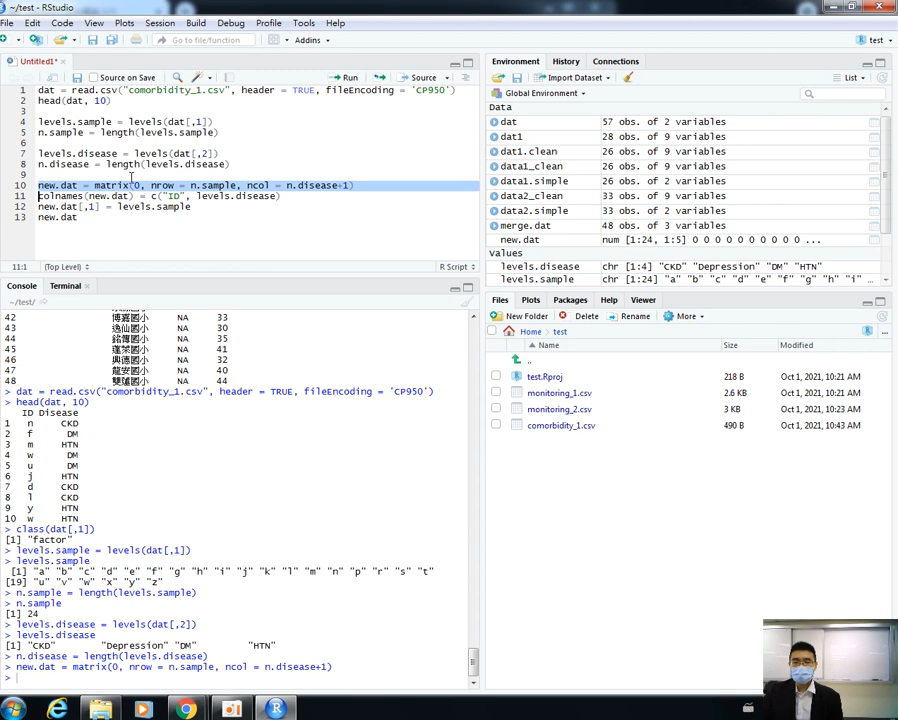 ~/test - RStudio
File Edit Code View Plots Session Build Debug Profile Tools Help
Go to file/function Addins test
Untitled1*
Source on Save Run Source
1 dat = read.csv("comorbidity_1.csv", header = TRUE, fileEncoding = 'CP950')
2 head(dat, 10)
3
4 levels.sample = levels(dat[,1])
5 n.sample = length(levels.sample)
6
7 levels.disease = levels(dat[,2])
8 n.disease = length(levels.disease)
9
10 new.dat = matrix(0, nrow = n.sample, ncol = n.disease+1)
11 colnames(new.dat) = c("ID", levels.disease)
12 new.dat[,1] = levels.sample
13 new.dat
11:1 (Top Level) R Script
Console Terminal
~/test/
42 博嘉國小 NA 33
43 逸仙國小 NA 30
44 銘傳國小 NA 35
45 蓬萊國小 NA 41
46 興德國小 NA 32
47 龍安國小 NA 40
48 雙蓮國小 NA 44
> dat = read.csv("comorbidity_1.csv", header = TRUE, fileEncoding = 'CP950')
> head(dat, 10)
ID Disease
1 n CKD
2 f DM
3 m HTN
4 w DM
5 u DM
6 j HTN
7 d CKD
8 l CKD
9 y HTN
10 w HTN
> class(dat[,1])
[1] "factor"
> levels.sample = levels(dat[,1])
> levels.sample
[1] "a" "b" "c" "d" "e" "f" "g" "h" "i" "j" "k" "l" "m" "n" "p" "r" "s" "t"
[19] "u" "v" "w" "x" "y" "z"
> n.sample = length(levels.sample)
> n.sample
[1] 24
> levels.disease = levels(dat[,2])
> levels.disease
[1] "CKD" "Depression" "DM" "HTN"
> n.disease = length(levels.disease)
> new.dat = matrix(0, nrow = n.sample, ncol = n.disease+1)
>
Environment History Connections
Import Dataset List
Global Environment
Data
dat 57 obs. of 2 variables
dat1 28 obs. of 9 variables
dat1.clean 26 obs. of 9 variables
data1_clean 26 obs. of 9 variables
data1.simple 26 obs. of 2 variables
data2_clean 33 obs. of 9 variables
data2.simple 33 obs. of 2 variables
merge.dat 48 obs. of 3 variables
new.dat num [1:24, 1:5] 0 0 0 0 0 0 0 0 0 0 ...
Values
levels.disease chr [1:4] "CKD" "Depression" "DM" "HTN"
levels.sample chr [1:24] "a" "b" "c" "d" "e" "f" "g" "h" "i" ...
Files Plots Packages Help Viewer
New Folder Delete Rename More
Home test ...
Name Size Modified
..
test.Rproj 218 B Oct 1, 2021, 10:21 AM
monitoring_1.csv 2.6 KB Oct 1, 2021, 10:21 AM
monitoring_2.csv 3 KB Oct 1, 2021, 10:23 AM
comorbidity_1.csv 490 B Oct 1, 2021, 10:43 AM